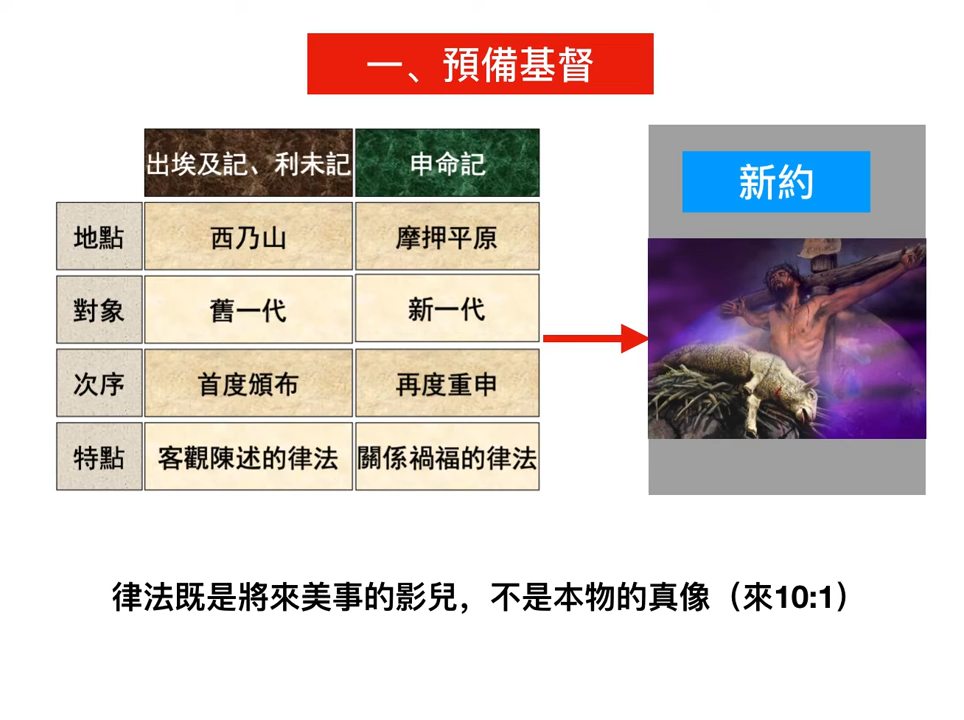 一、預備基督
出埃及記、利未記 申命記
地點 西乃山 摩押平原
對象 舊一代 新一代
次序 首度頒布 再度重申
特點 客觀陳述的律法 關係禍福的律法
新約
律法既是將來美事的影兒，不是本物的真像（來10:1）